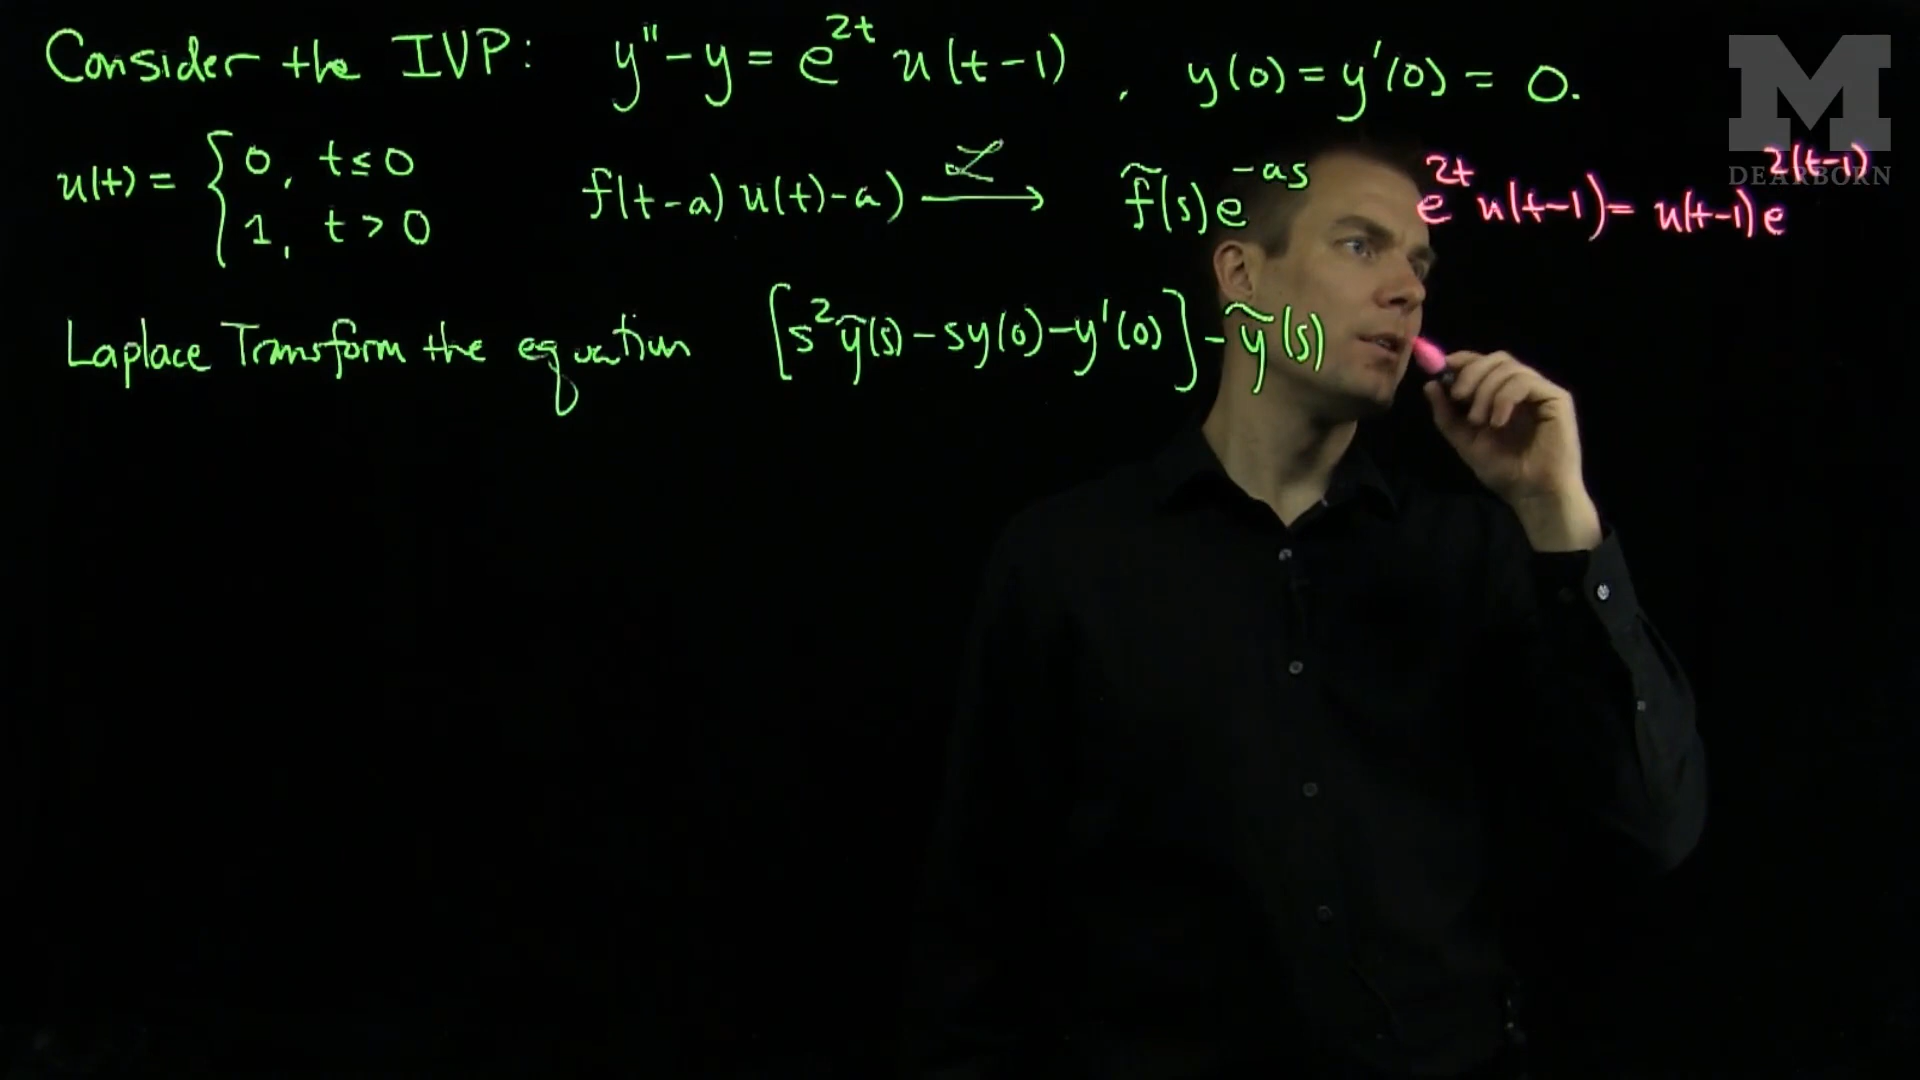 Consider the IVP: y'' - y = e^{2t} u(t-1), y(0) = y'(0) = 0.
u(t) = { 0, t ≤ 0
1, t > 0
f(t-a) u(t)-a) ⟶^ℒ f̃(s) e^{-as}
e^{2t} u(t-1) = u(t-1) e^{2(t-1)}
Laplace Transform the equation [s^2 ỹ(s) - sy(0) - y'(0)] - ỹ(s)
M
DEARBORN